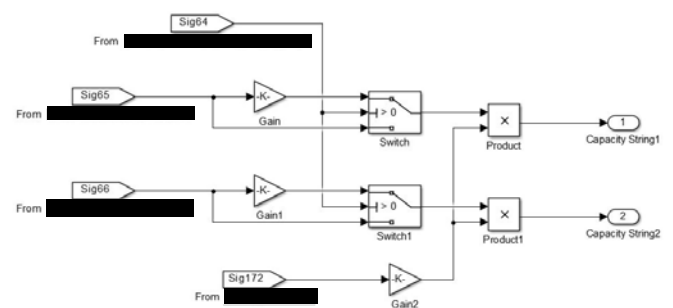 Sig64
From
Sig65
From
-K-
Gain
> 0
Switch
×
Product
1
Capacity String1
Sig66
From
-K-
Gain1
> 0
Switch1
×
Product1
2
Capacity String2
Sig172
From
-K-
Gain2